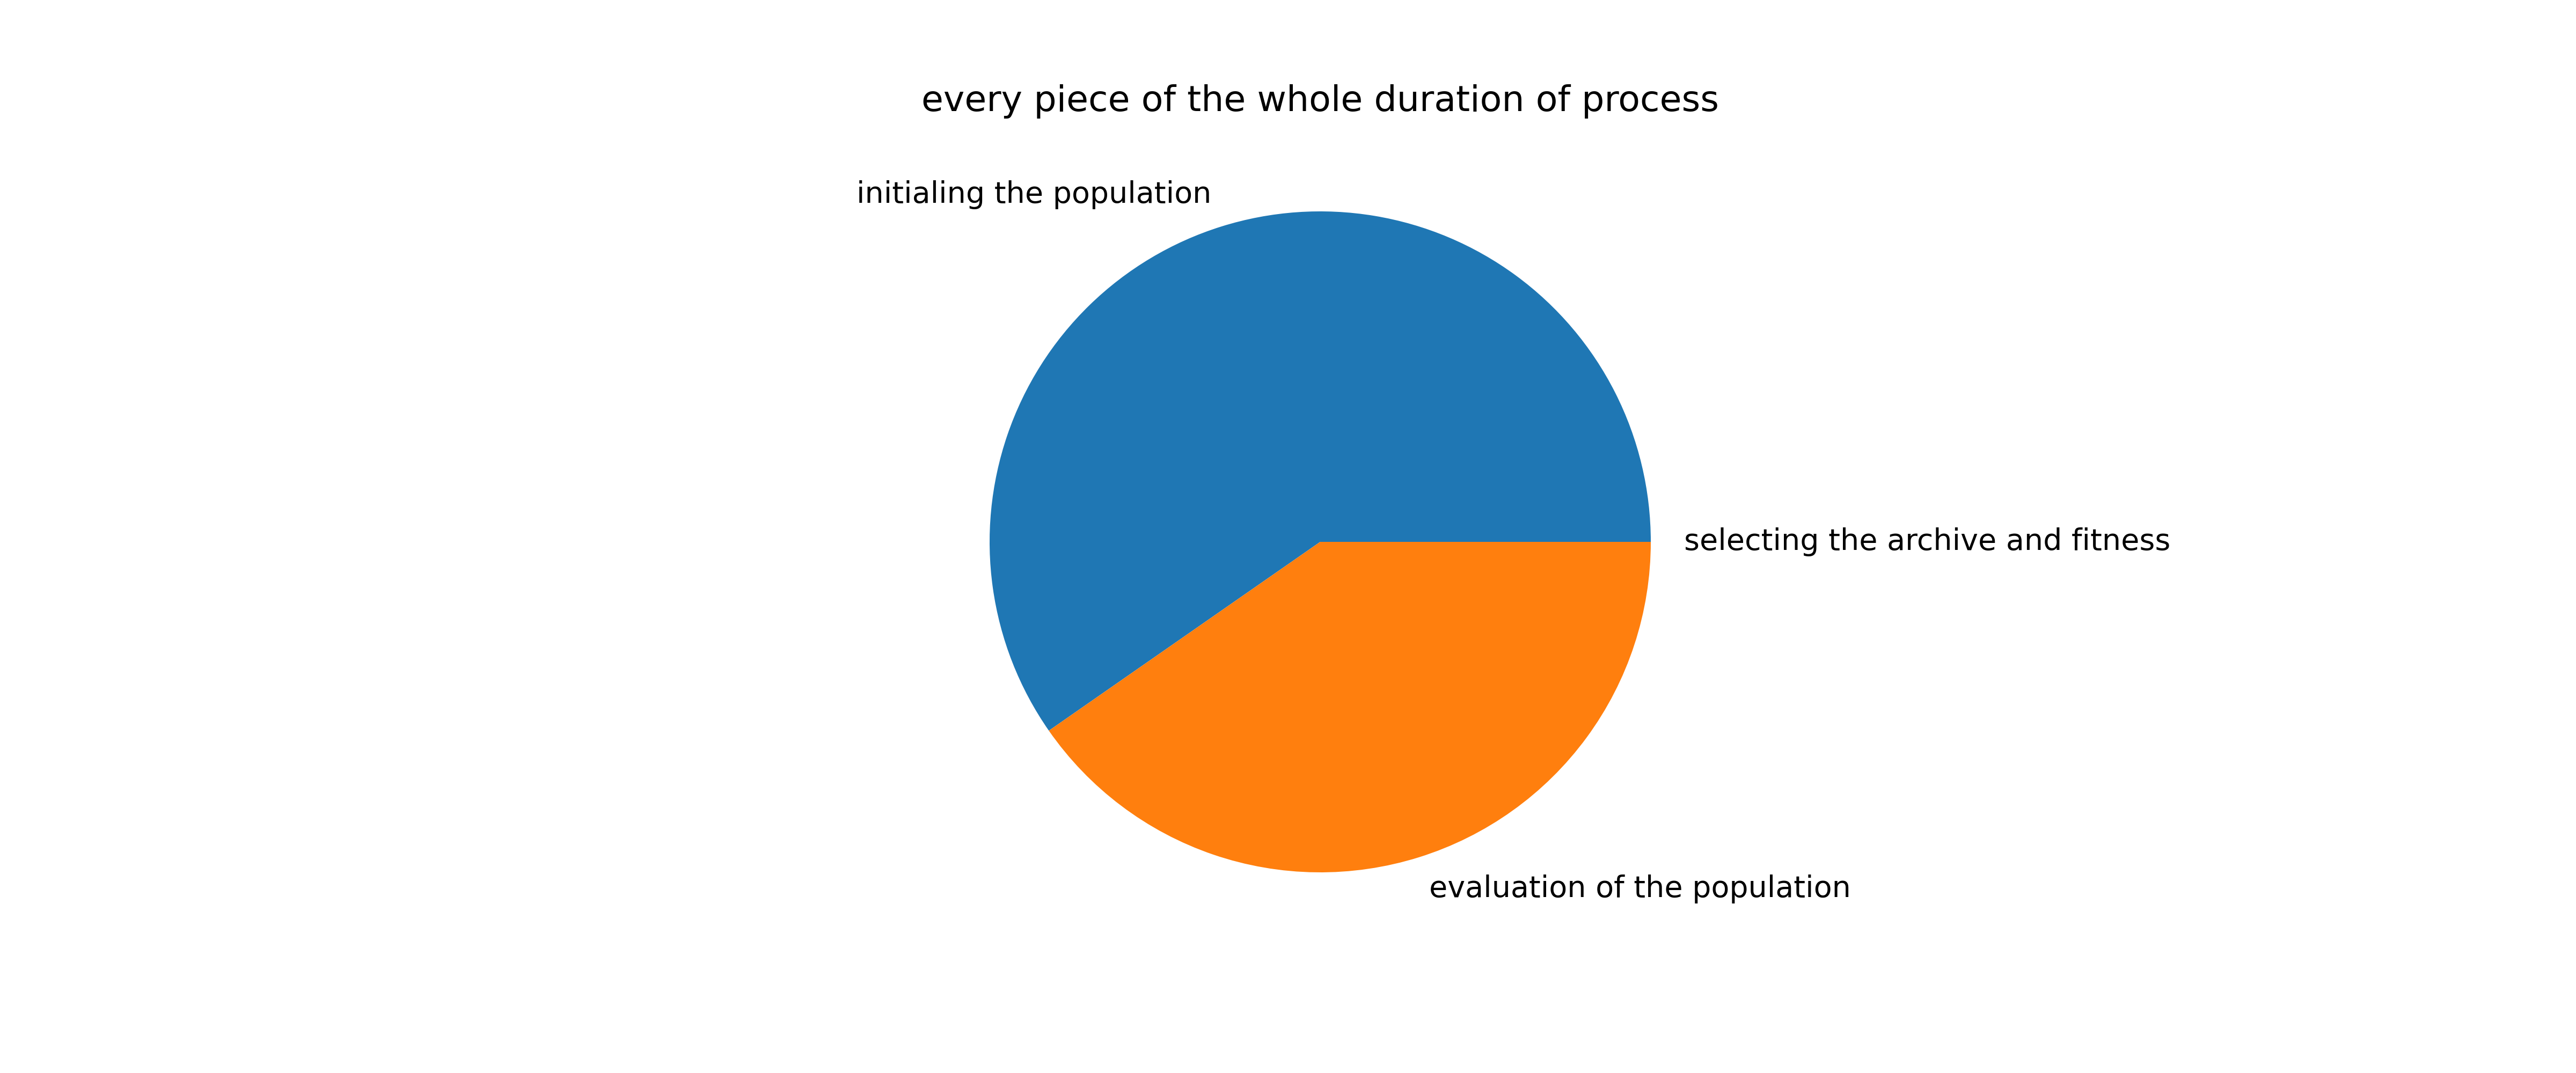 every piece of the whole duration of process
initialing the population
selecting the archive and fitness
evaluation of the population